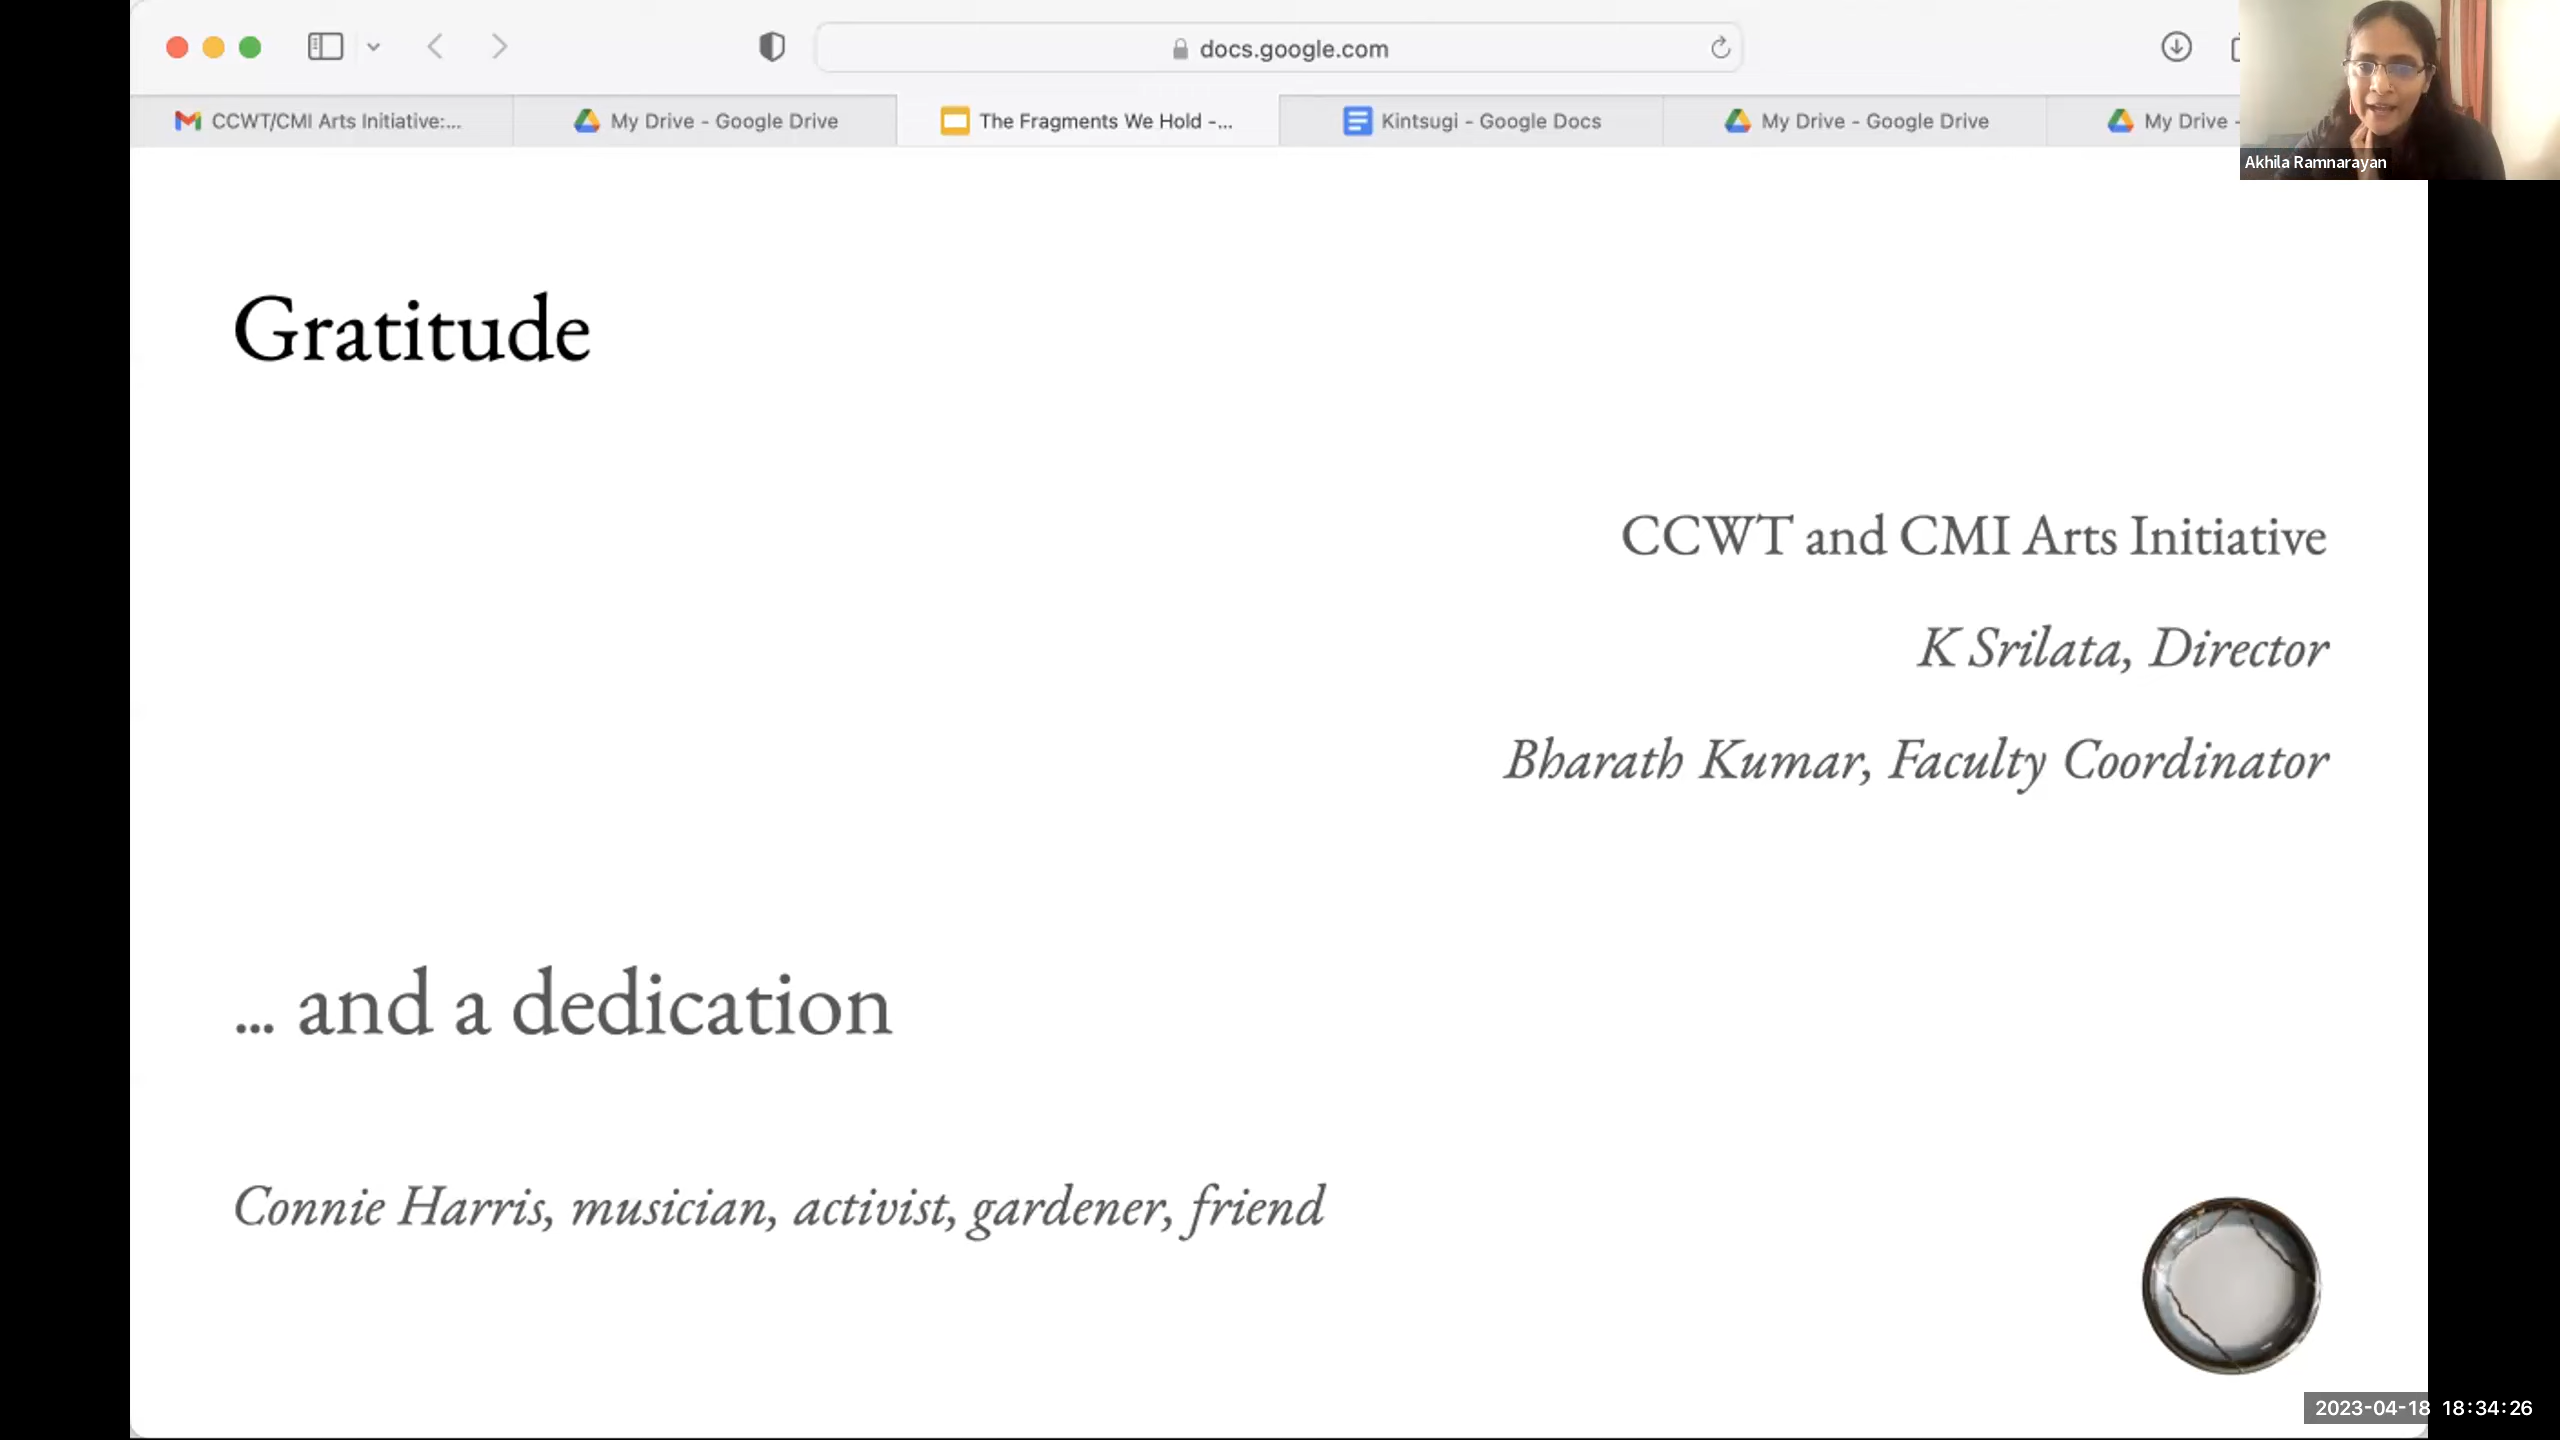 docs.google.com
CCWT/CMI Arts Initiative:...
My Drive - Google Drive
The Fragments We Hold -...
Kintsugi - Google Docs
My Drive - Google Drive
My Drive -
Akhila Ramnarayan
Gratitude
CCWT and CMI Arts Initiative
K Srilata, Director
Bharath Kumar, Faculty Coordinator
... and a dedication
Connie Harris, musician, activist, gardener, friend
2023-04-18 18:34:26